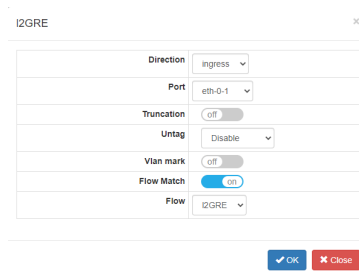 l2GRE
Direction ingress
Port eth-0-1
Truncation off
Untag Disable
Vlan mark off
Flow Match on
Flow l2GRE
OK Close